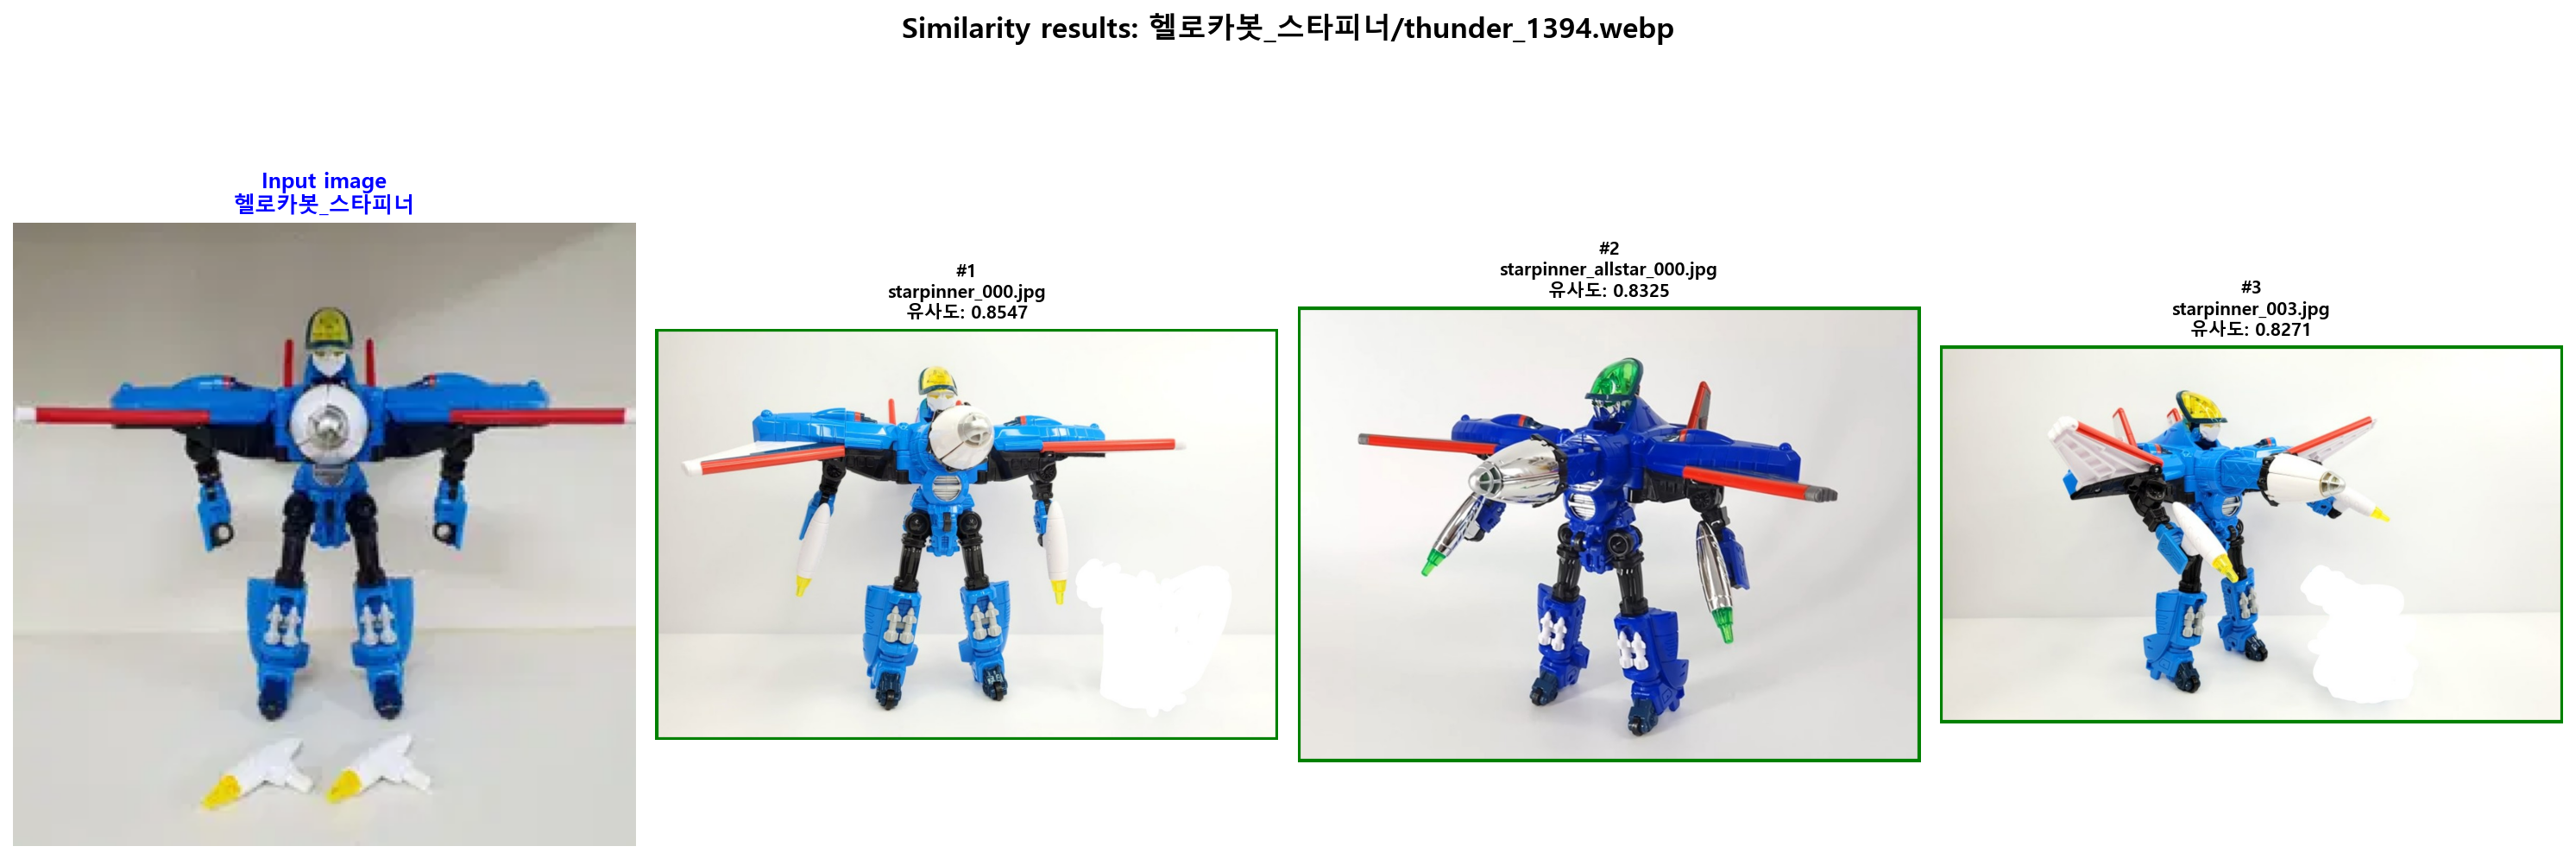 Similarity results: 헬로카봇_스타피너/thunder_1394.webp
Input image
헬로카봇_스타피너
#1
starpinner_000.jpg
유사도: 0.8547
#2
starpinner_allstar_000.jpg
유사도: 0.8325
#3
starpinner_003.jpg
유사도: 0.8271